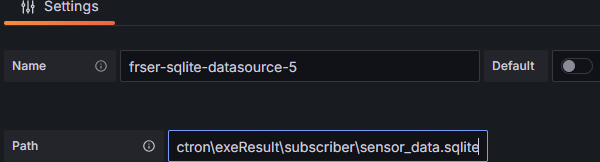 Settings
Name frser-sqlite-datasource-5 Default
Path ctron\exeResult\subscriber\sensor_data.sqlite